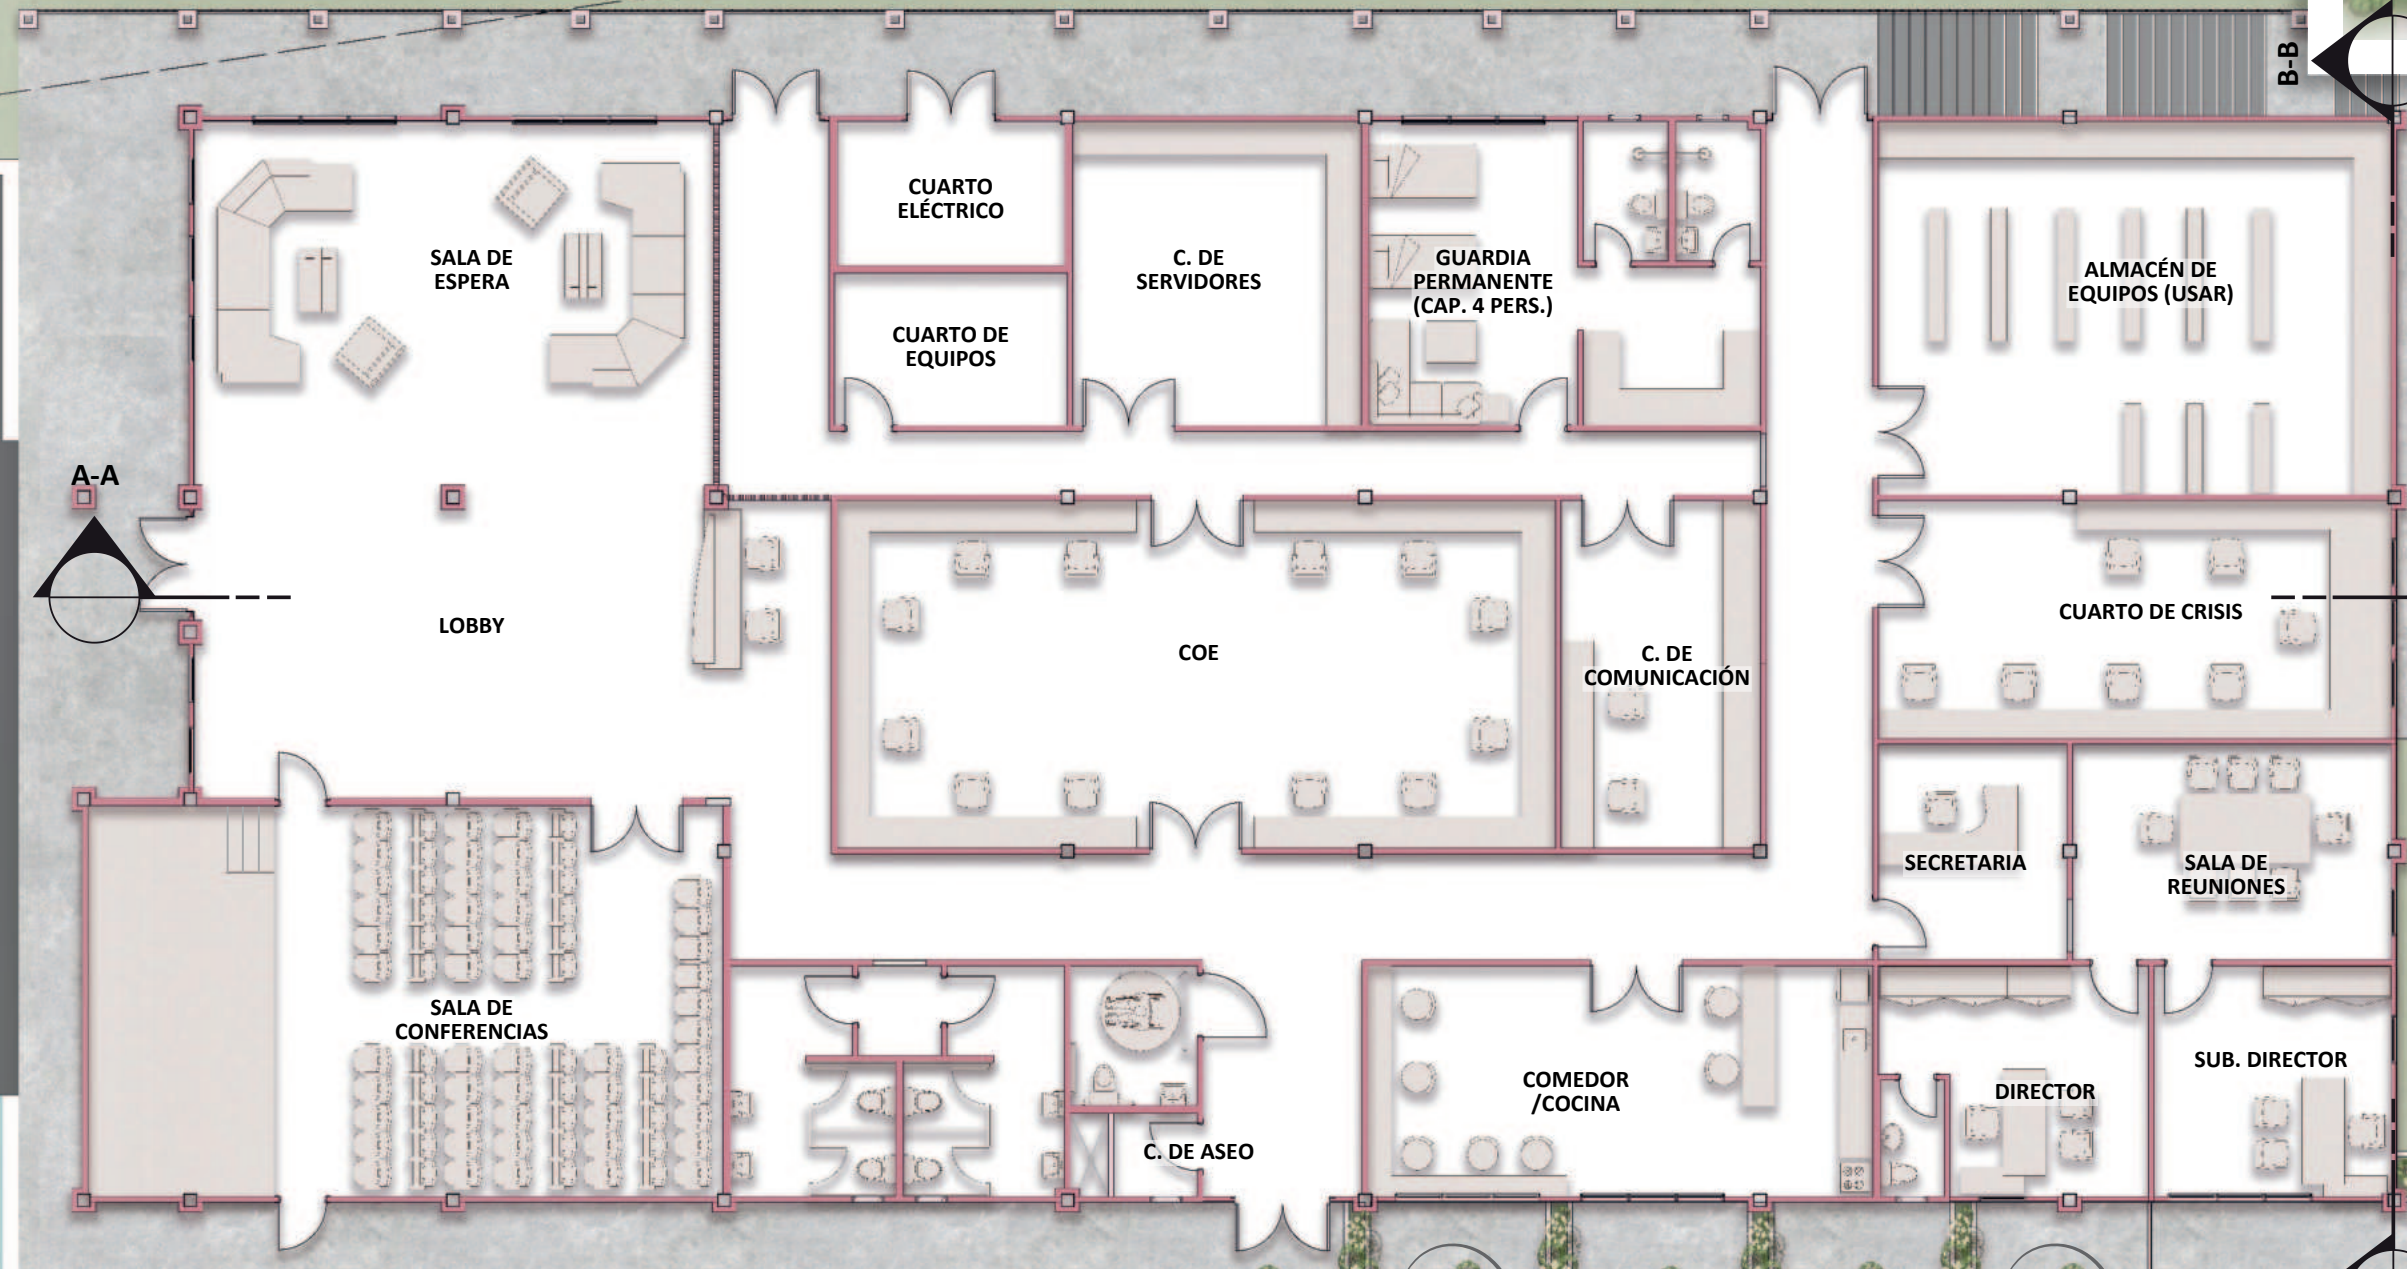 B-B
CUARTO
ELÉCTRICO
SALA DE
ESPERA
C. DE
SERVIDORES
GUARDIA
PERMANENTE
(CAP. 4 PERS.)
ALMACÉN DE
EQUIPOS (USAR)
CUARTO DE
EQUIPOS
A-A
LOBBY
COE
C. DE
COMUNICACIÓN
CUARTO DE CRISIS
SECRETARIA
SALA DE
REUNIONES
SALA DE
CONFERENCIAS
COMEDOR
/COCINA
DIRECTOR
SUB. DIRECTOR
C. DE ASEO